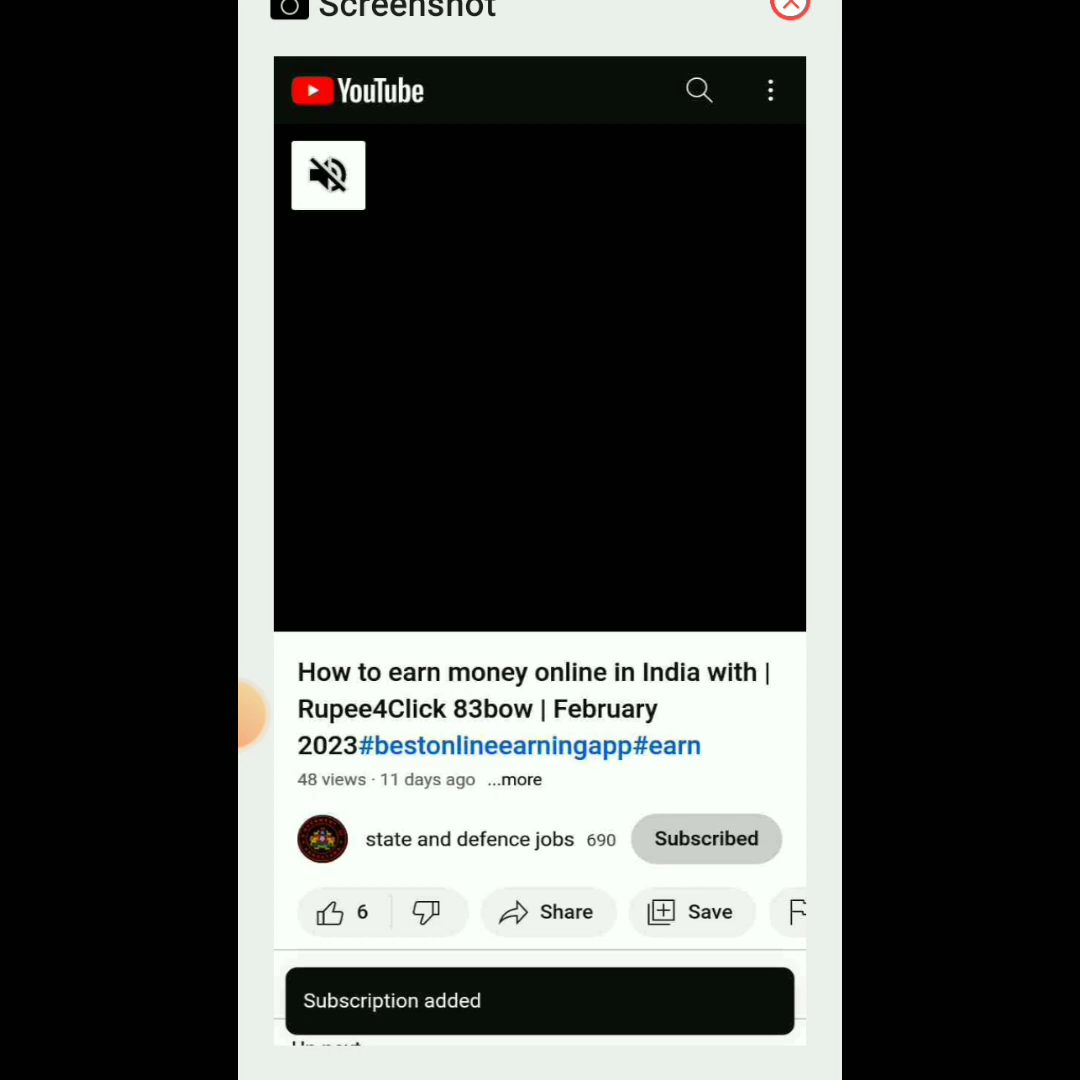 Screenshot
YouTube
How to earn money online in India with |
Rupee4Click 83bow | February
2023#bestonlineearningapp#earn
48 views · 11 days ago ...more
state and defence jobs 690 Subscribed
6 Share Save
Subscription added